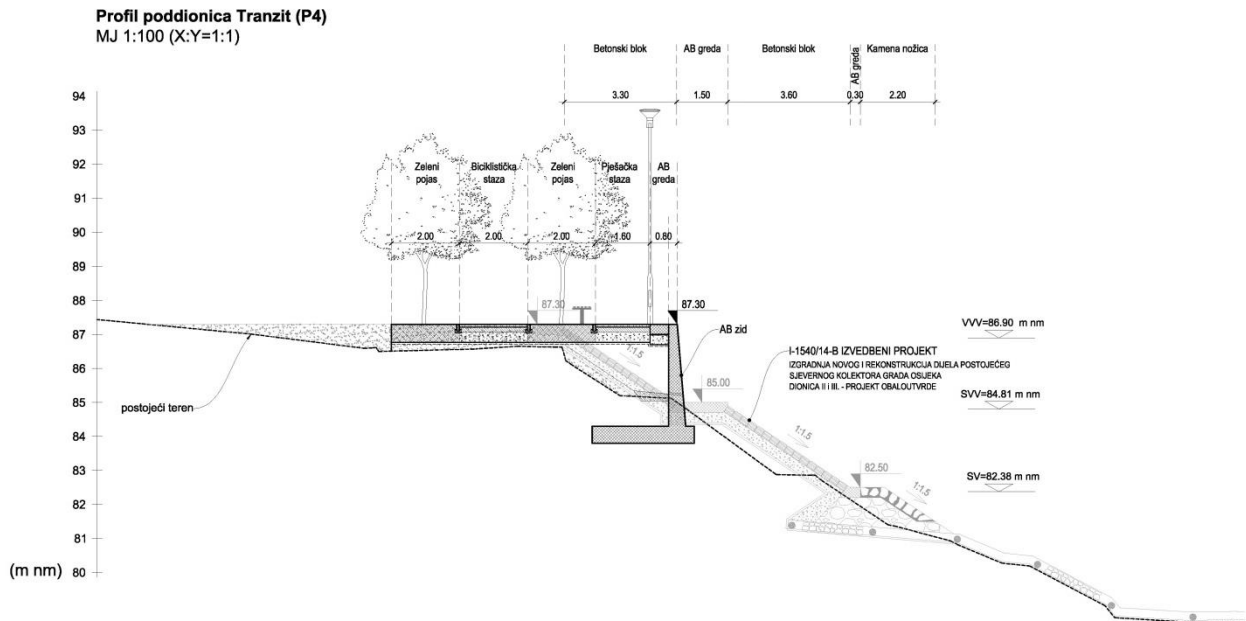 Profil poddionica Tranzit (P4)
MJ 1:100 (X:Y=1:1)
Betonski blok
AB greda
Betonski blok
AB greda
Kamena nožica
3.30
1.50
3.60
0.30
2.20
94
93
92
91
90
89
88
87
86
85
84
83
82
81
80
(m nm)
Zeleni
pojas
Biciklistička
staza
Zeleni
pojas
Pješačka
staza
AB
greda
2.00
2.00
2.00
1.60
0.80
87.30
87.30
AB zid
1:1.5
85.00
postojeći teren
I-1540/14-B IZVEDBENI PROJEKT
IZGRADNJA NOVOG I REKONSTRUKCIJA DIJELA POSTOJEĆEG
SJEVERNOG KOLEKTORA GRADA OSIJEKA
DIONICA II i III. - PROJEKT OBALOUTVRDE
1:1.5
82.50
1:1.5
VVV=86.90 m nm
SVV=84.81 m nm
SV=82.38 m nm